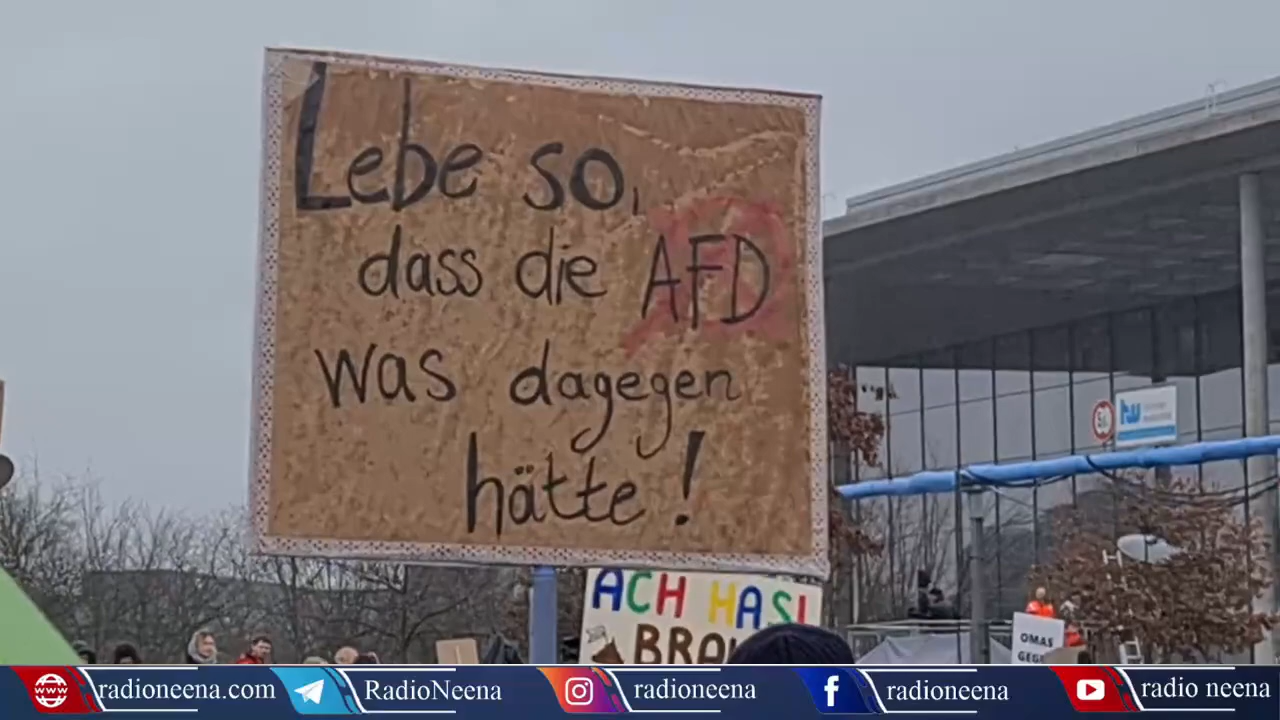 Lebe so,
dass die AFD
was dagegen
hätte!
ACH HASI
OMAS
radioneena.com
RadioNeena
radioneena
radioneena
radio neena